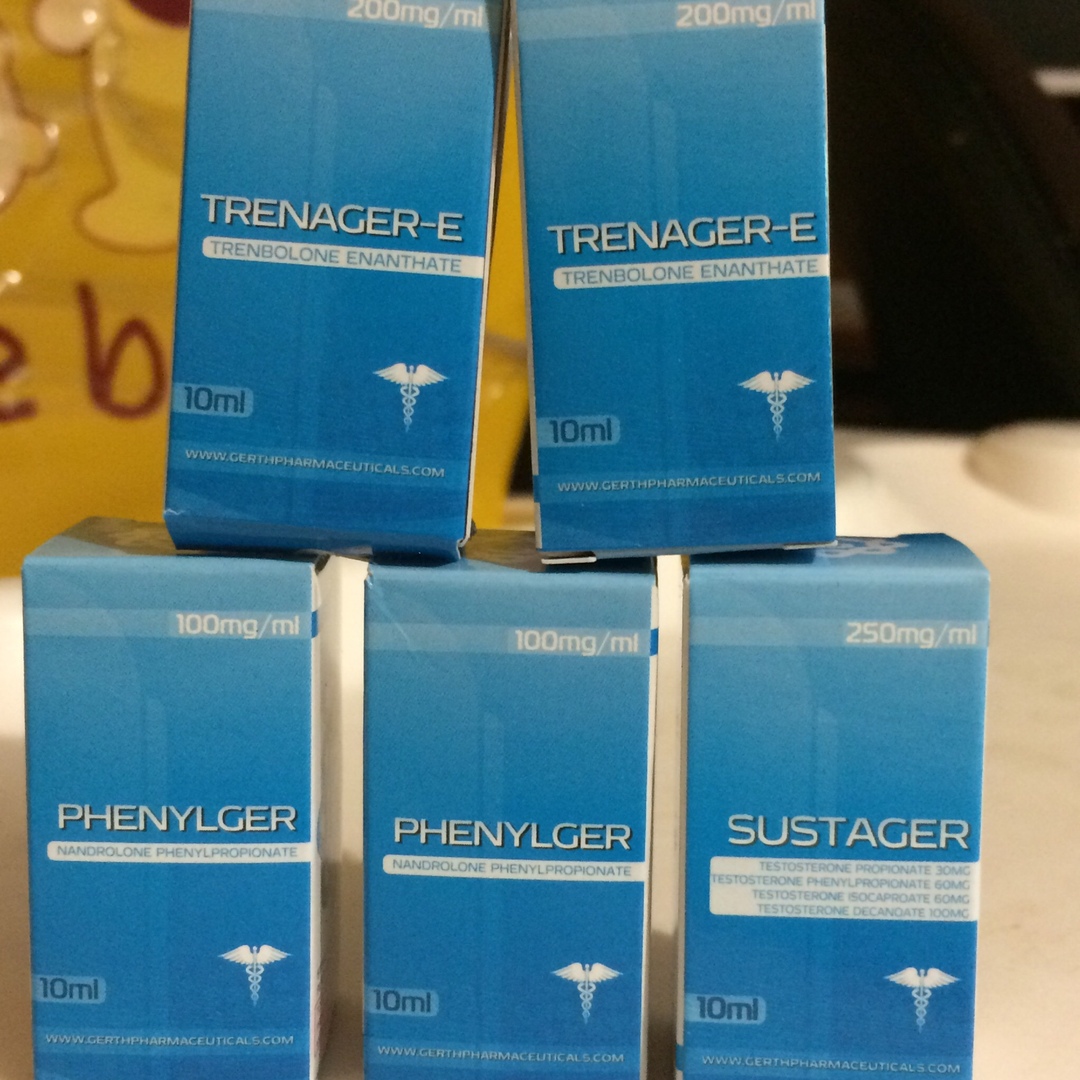 200mg/ml
TRENAGER-E
TRENBOLONE ENANTHATE
10ml
WWW.GERTHPHARMACEUTICALS.COM
200mg/ml
TRENAGER-E
TRENBOLONE ENANTHATE
10ml
WWW.GERTHPHARMACEUTICALS.COM
e b
100mg/ml
PHENYLGER
NANDROLONE PHENYLPROPIONATE
10ml
WWW.GERTHPHARMACEUTICALS.COM
100mg/ml
PHENYLGER
NANDROLONE PHENYLPROPIONATE
10ml
WWW.GERTHPHARMACEUTICALS.COM
250mg/ml
SUSTAGER
TESTOSTERONE PROPIONATE 30MG
TESTOSTERONE PHENYLPROPIONATE 60MG
TESTOSTERONE ISOCAPROATE 60MG
TESTOSTERONE DECANOATE 100MG
10ml
WWW.GERTHPHARMACEUTICALS.COM